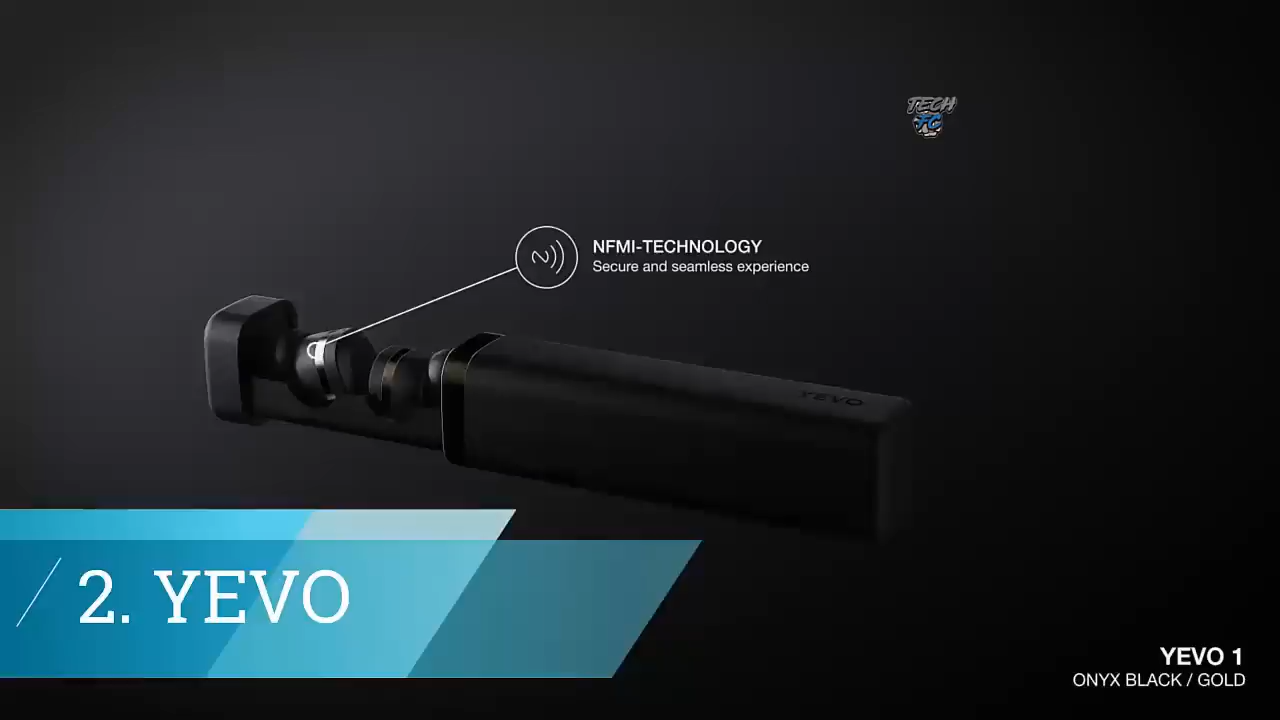 TECH
FC
NFMI-TECHNOLOGY
Secure and seamless experience
YEVO
2. YEVO
YEVO 1
ONYX BLACK / GOLD